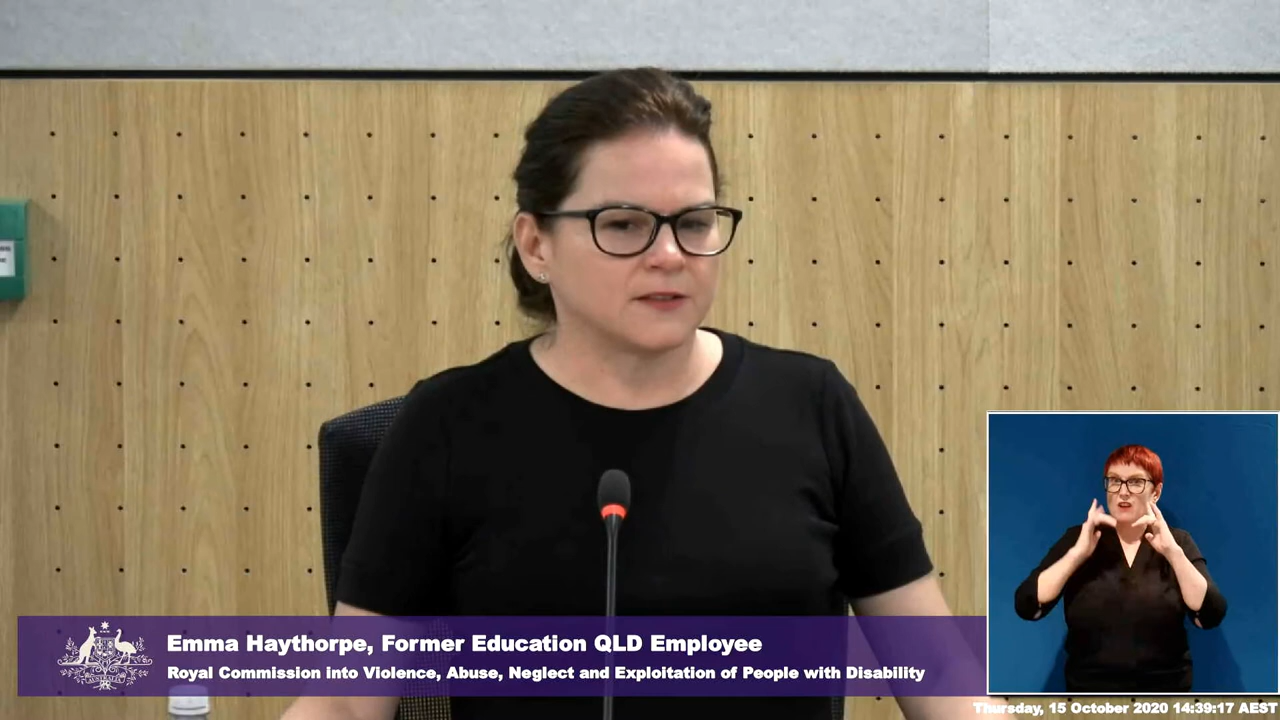 Emma Haythorpe, Former Education QLD Employee
Royal Commission into Violence, Abuse, Neglect and Exploitation of People with Disability
AUSTRALIA
Thursday, 15 October 2020 14:39:17 AEST